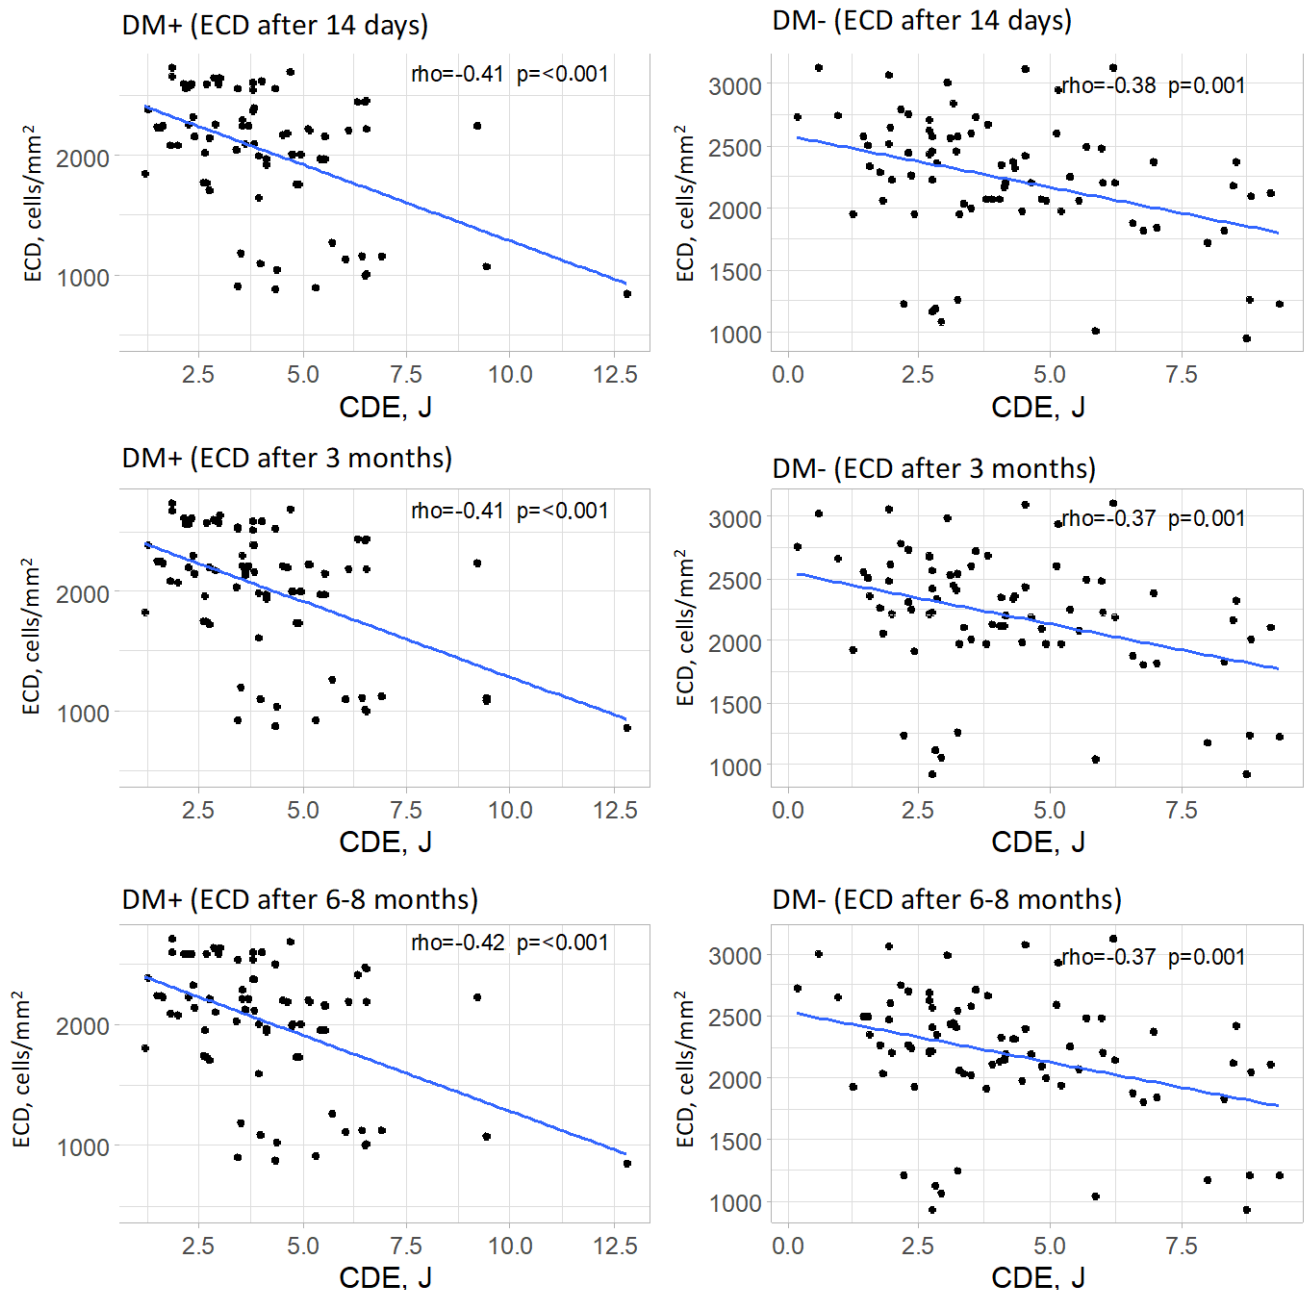 DM+ (ECD after 14 days)
rho=-0.41 p=<0.001
ECD, cells/mm²
2000
1000
2.5 5.0 7.5 10.0 12.5
CDE, J
DM- (ECD after 14 days)
rho=-0.38 p=0.001
ECD, cells/mm²
3000
2500
2000
1500
1000
0.0 2.5 5.0 7.5
CDE, J
DM+ (ECD after 3 months)
rho=-0.41 p=<0.001
ECD, cells/mm²
2000
1000
2.5 5.0 7.5 10.0 12.5
CDE, J
DM- (ECD after 3 months)
rho=-0.37 p=0.001
ECD, cells/mm²
3000
2500
2000
1500
1000
0.0 2.5 5.0 7.5
CDE, J
DM+ (ECD after 6-8 months)
rho=-0.42 p=<0.001
ECD, cells/mm²
2000
1000
2.5 5.0 7.5 10.0 12.5
CDE, J
DM- (ECD after 6-8 months)
rho=-0.37 p=0.001
ECD, cells/mm²
3000
2500
2000
1500
1000
0.0 2.5 5.0 7.5
CDE, J